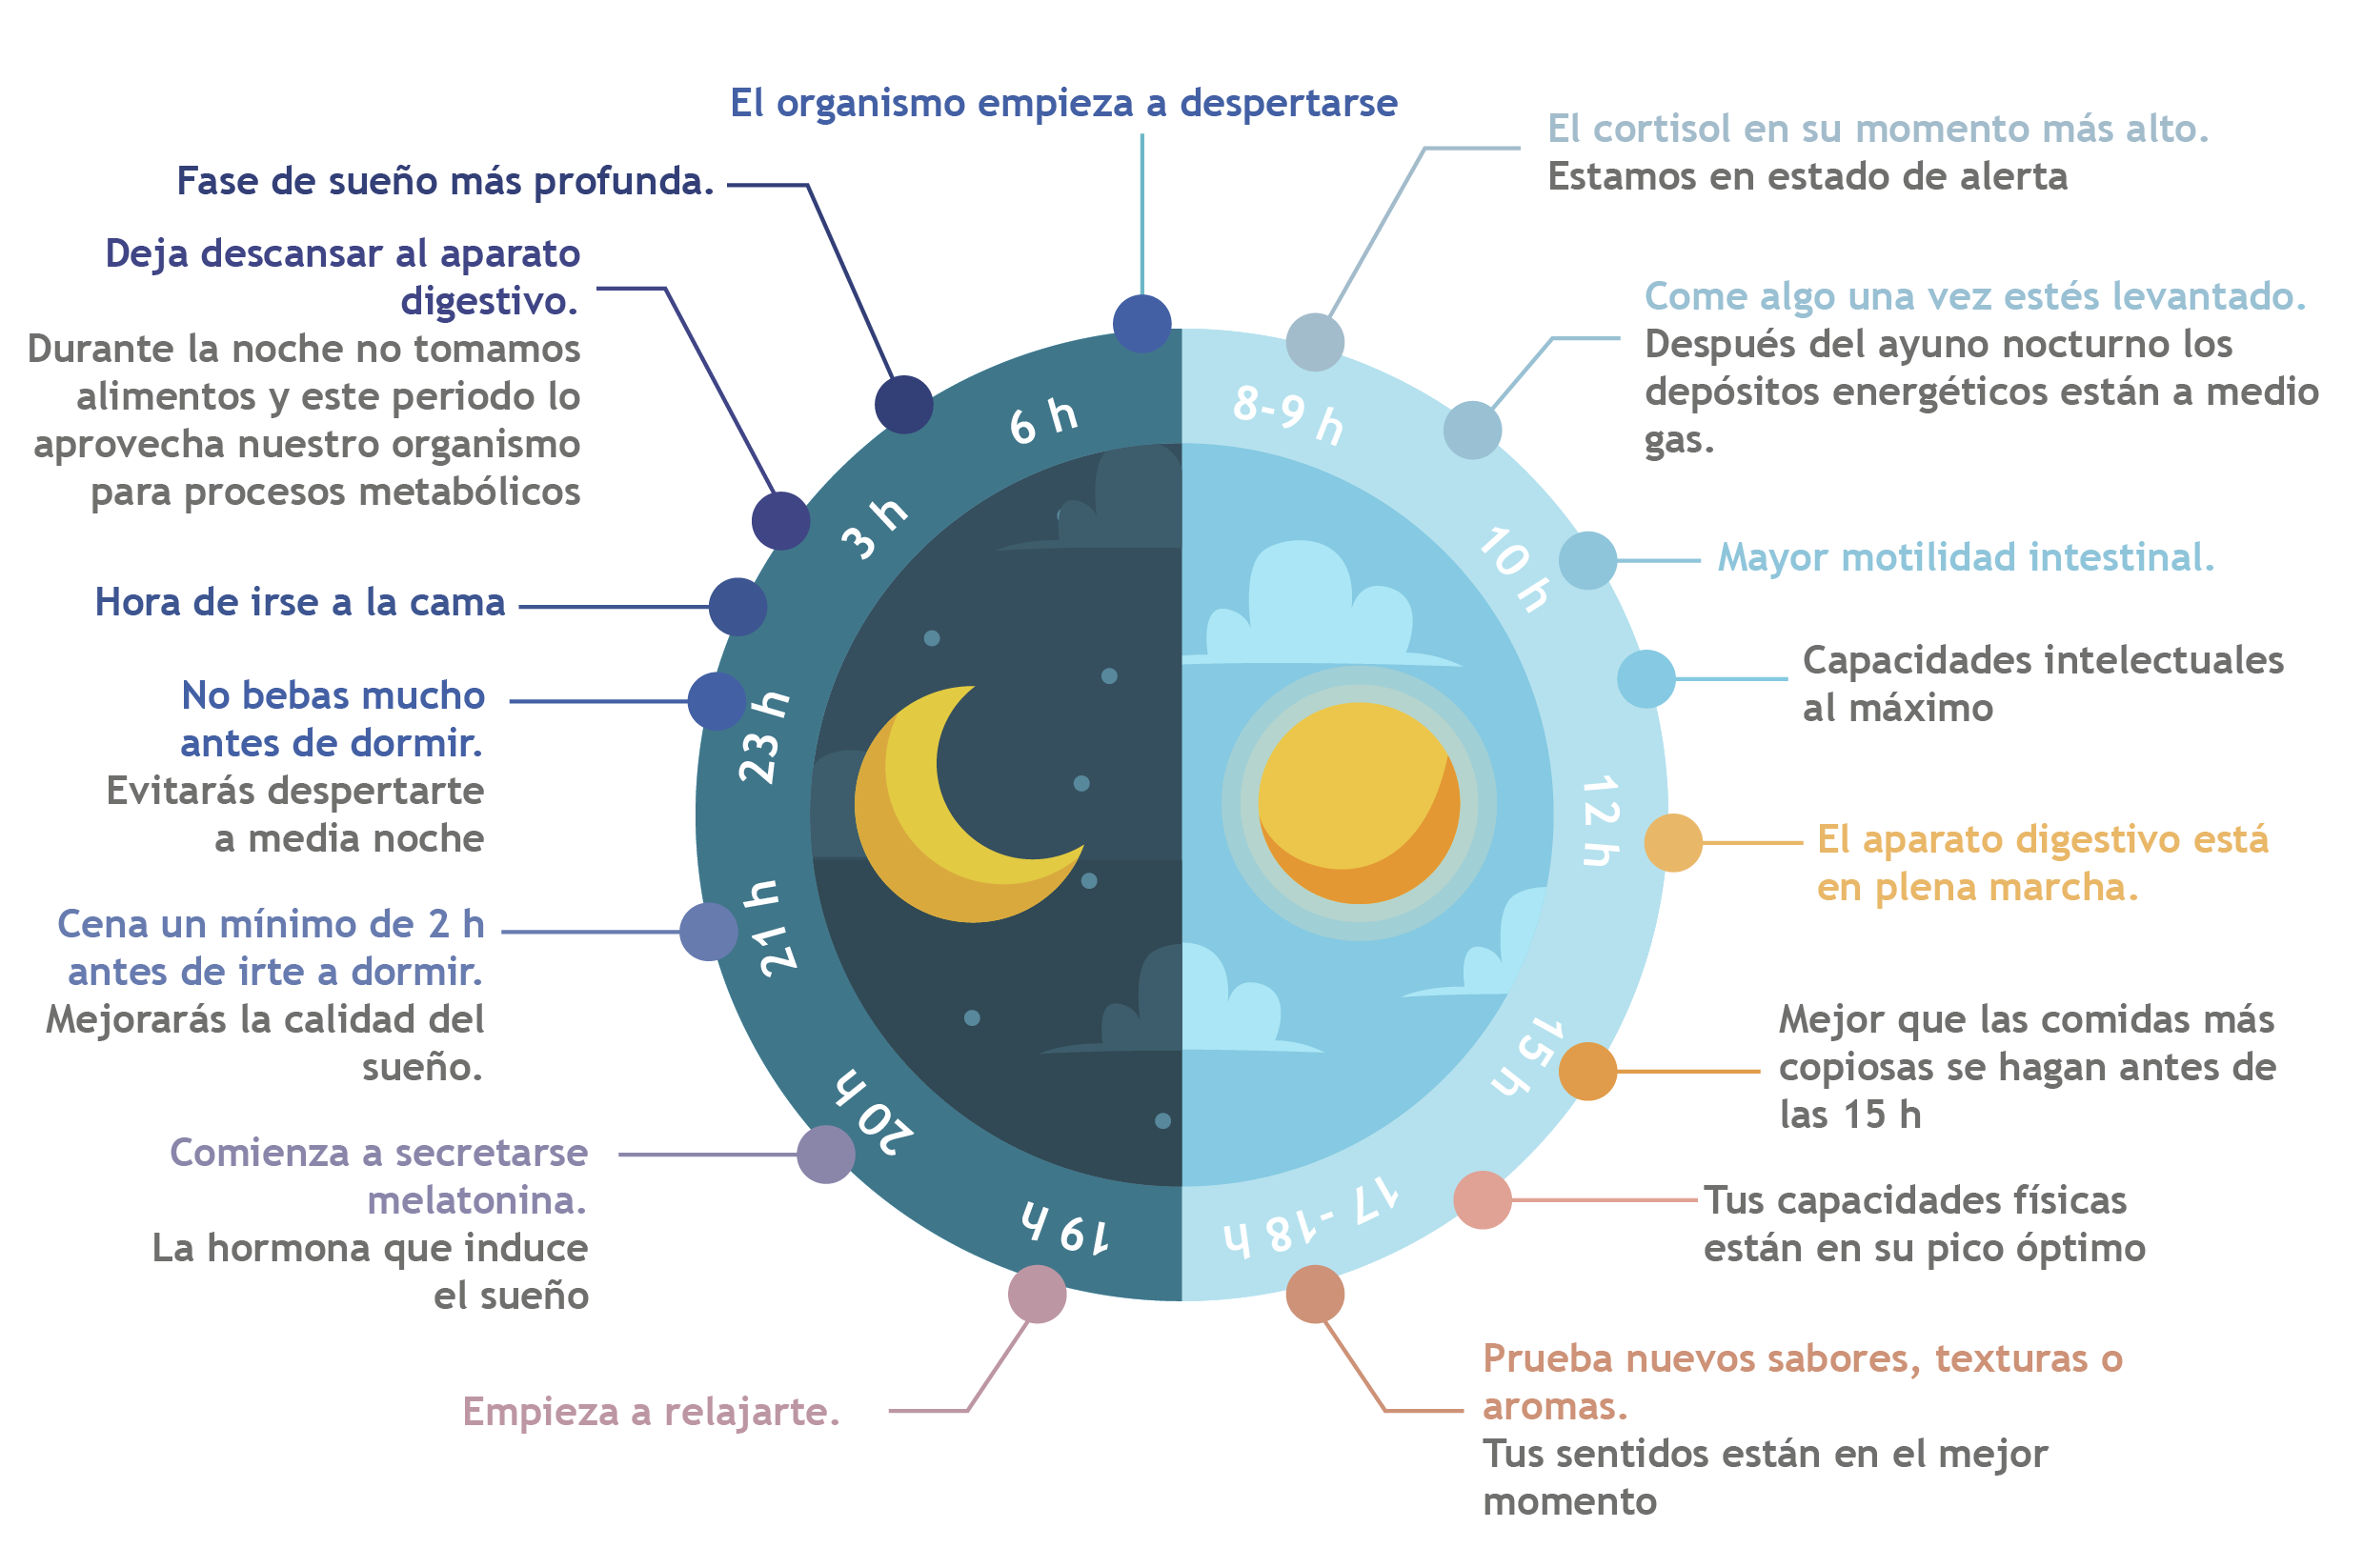 El organismo empieza a despertarse
El cortisol en su momento más alto.
Estamos en estado de alerta
Come algo una vez estés levantado.
Después del ayuno nocturno los
depósitos energéticos están a medio
gas.
Mayor motilidad intestinal.
Capacidades intelectuales
al máximo
El aparato digestivo está
en plena marcha.
Mejor que las comidas más
copiosas se hagan antes de
las 15 h
Tus capacidades físicas
están en su pico óptimo
Prueba nuevos sabores, texturas o
aromas.
Tus sentidos están en el mejor
momento
Empieza a relajarte.
Comienza a secretarse
melatonina.
La hormona que induce
el sueño
Cena un mínimo de 2 h
antes de irte a dormir.
Mejorarás la calidad del
sueño.
No bebas mucho
antes de dormir.
Evitarás despertarte
a media noche
Hora de irse a la cama
Deja descansar al aparato
digestivo.
Durante la noche no tomamos
alimentos y este periodo lo
aprovecha nuestro organismo
para procesos metabólicos
Fase de sueño más profunda.
6 h
8-9 h
10 h
12 h
15 h
17 -18 h
19 h
20 h
21 h
23 h
3 h